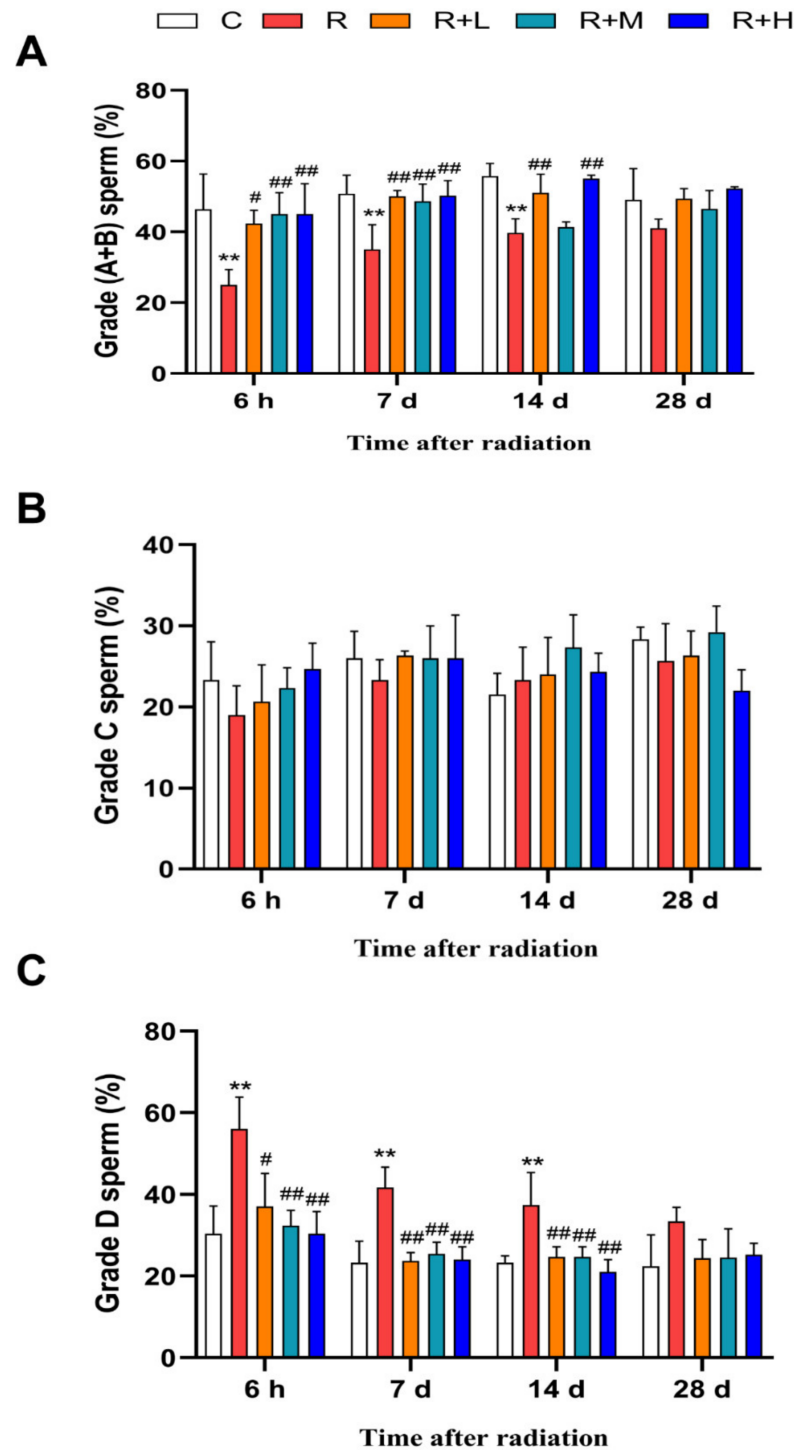 C R R+L R+M R+H
A
Grade (A+B) sperm (%)
80
60
40
20
0
** # ## ##
** ## ## ##
** ## ##
6 h 7 d 14 d 28 d
Time after radiation
B
Grade C sperm (%)
40
30
20
10
0
6 h 7 d 14 d 28 d
Time after radiation
C
Grade D sperm (%)
80
60
40
20
0
** # ## ##
** ## ## ##
** ## ## ##
6 h 7 d 14 d 28 d
Time after radiation